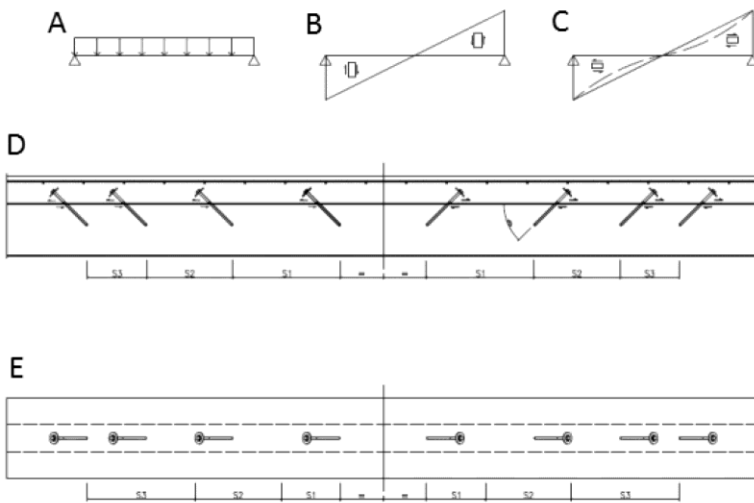 A B C
D
S3 S2 S1 = = S1 S2 S3
E
S3 S2 S1 = = S1 S2 S3